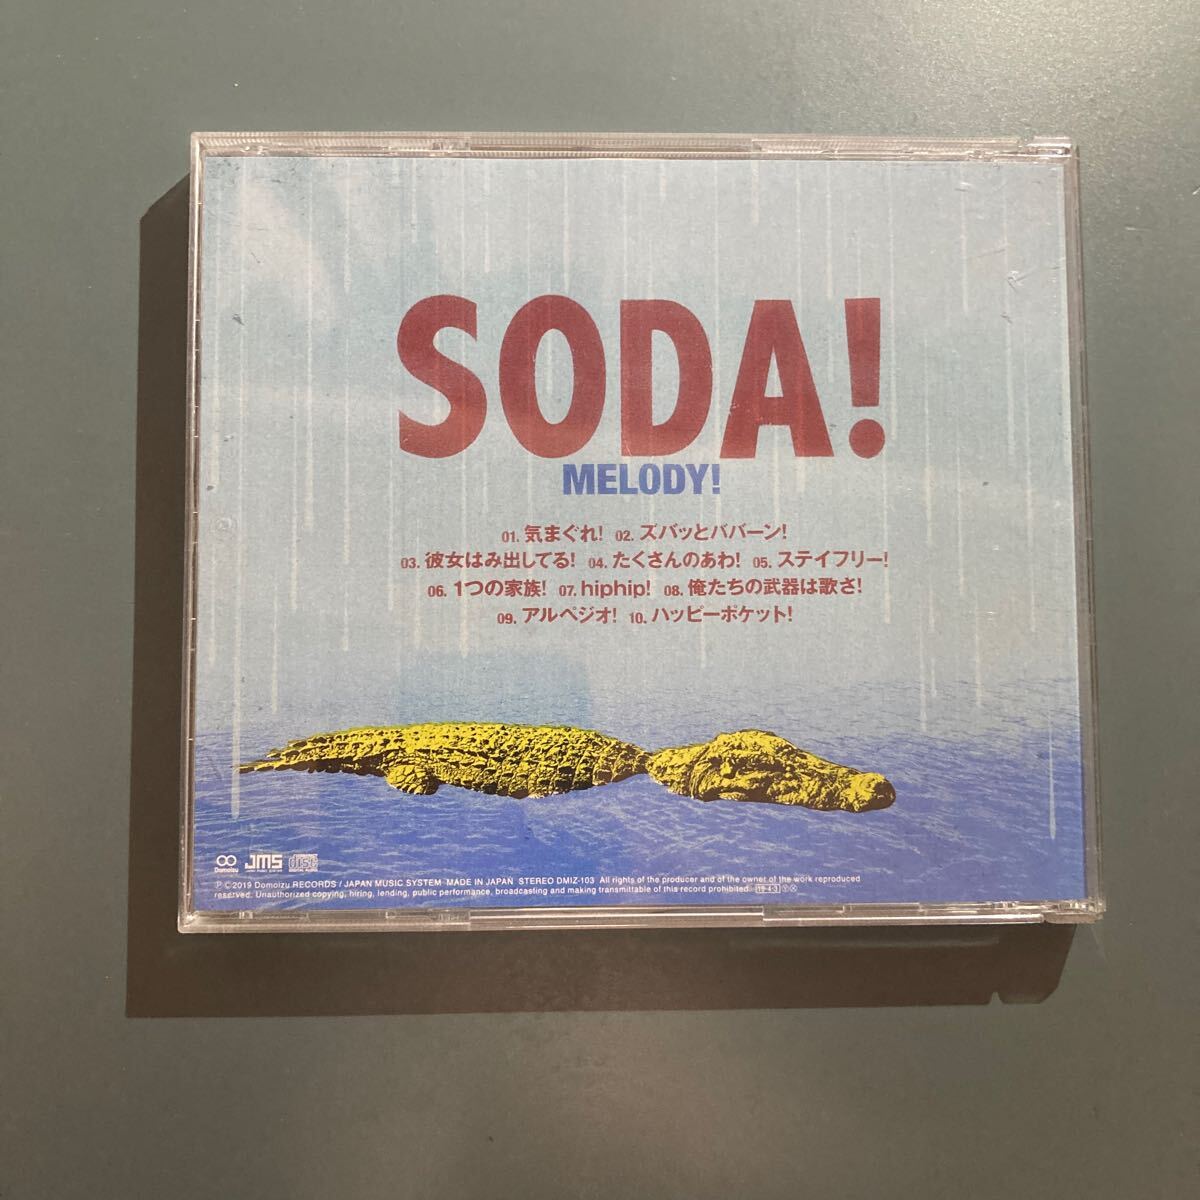 SODA!
MELODY!
01. 気まぐれ! 02. ズバッとババーン!
03. 彼女はみ出してる! 04. たくさんのあわ! 05. ステイフリー!
06. 1つの家族! 07. hiphip! 08. 俺たちの武器は歌さ!
09. アルペジオ! 10. ハッピーポケット!
Domoizu JMS disc
DIGITAL AUDIO
Ⓟ © 2019 Domoizu RECORDS / JAPAN MUSIC SYSTEM MADE IN JAPAN STEREO DMIZ-103 All rights of the producer and of the owner of the work reproduced
reserved. Unauthorized copying, hiring, lending, public performance, broadcasting and making transmittable of this record prohibited. 19・4・3 Ⓨ Ⓧ